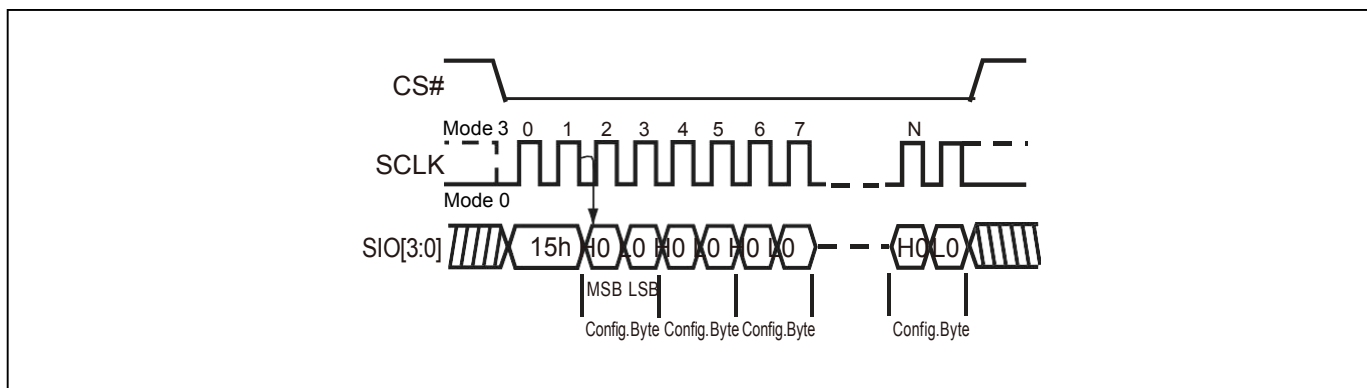 CS#
Mode 3 0 1 2 3 4 5 6 7 N
SCLK
Mode 0
SIO[3:0] 15h H0 L0 H0 L0 H0 L0 H0 L0
MSB LSB
Config.Byte Config.Byte Config.Byte Config.Byte